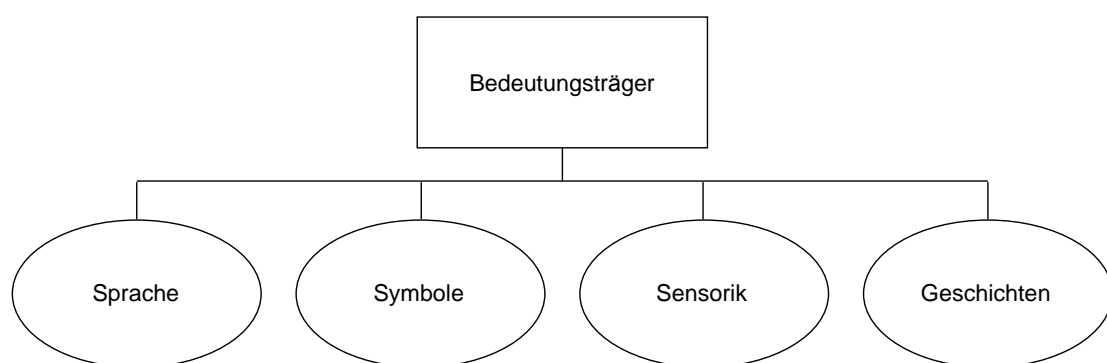 Bedeutungsträger
Sprache
Symbole
Sensorik
Geschichten